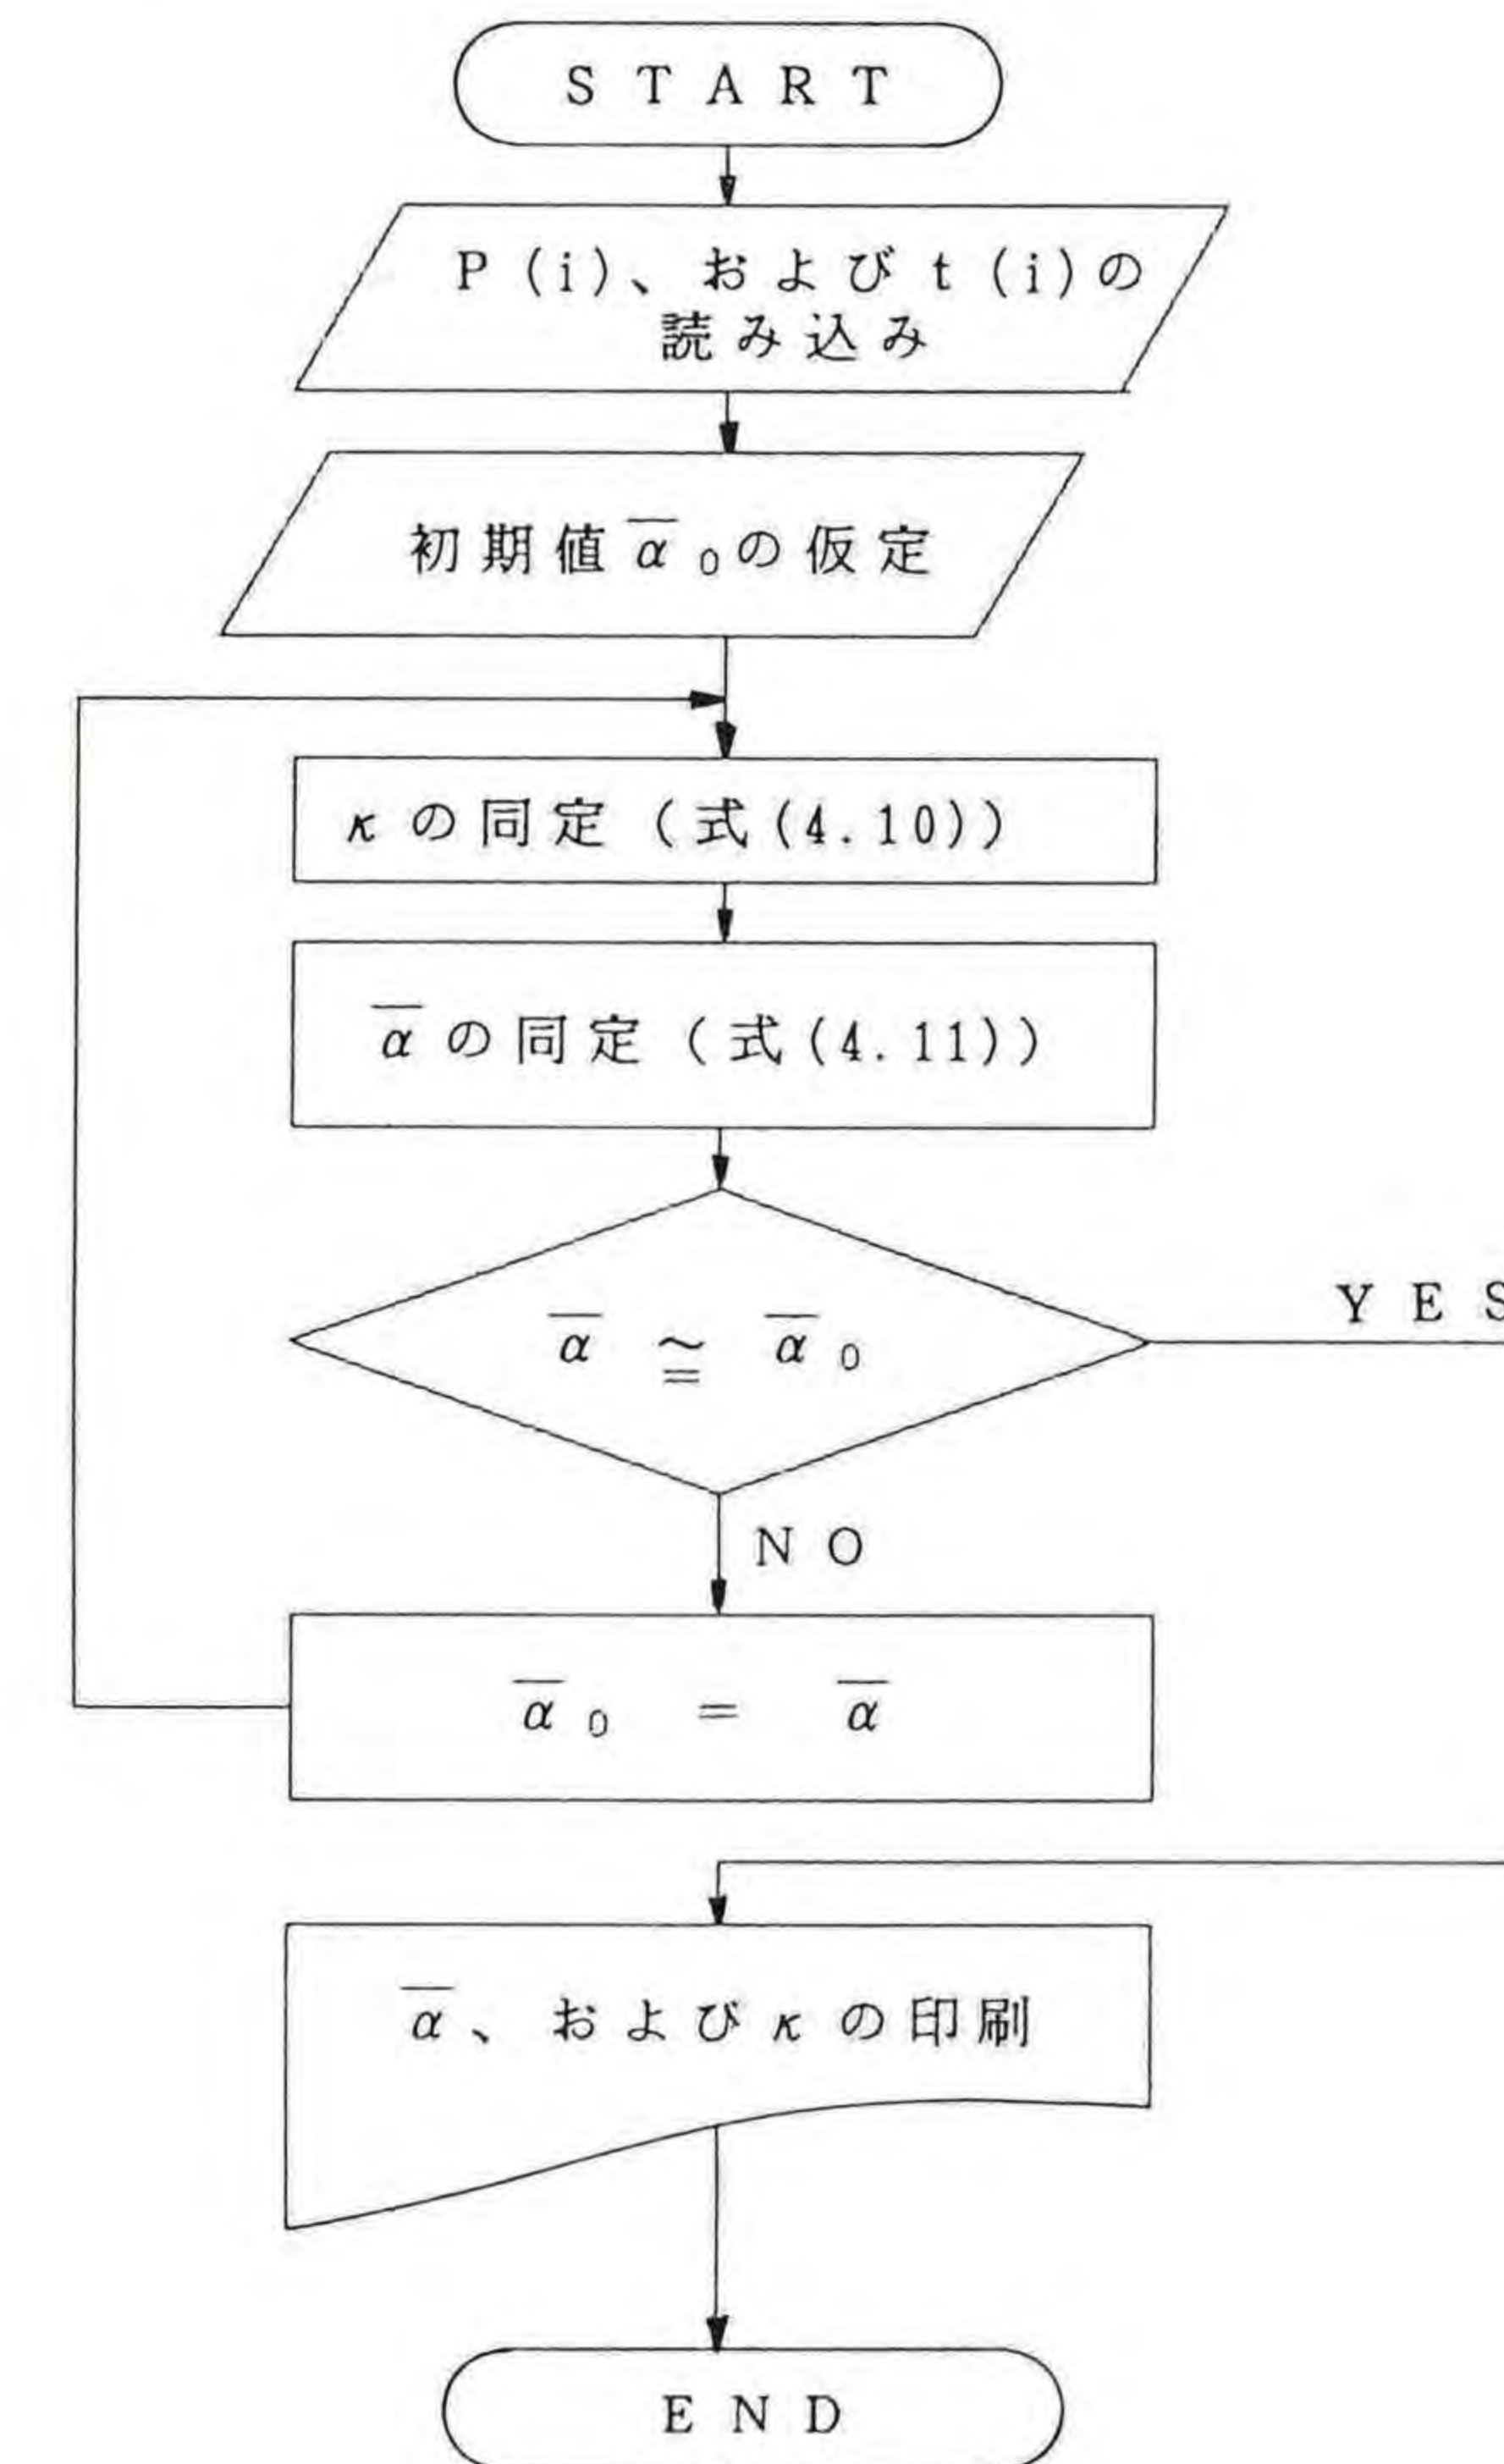 START
P(i)、およびt(i)の
読み込み
初期値α̅₀の仮定
κの同定(式(4.10))
α̅の同定(式(4.11))
α̅ ≅ α̅₀
YES
NO
α̅₀ = α̅
α̅、およびκの印刷
END